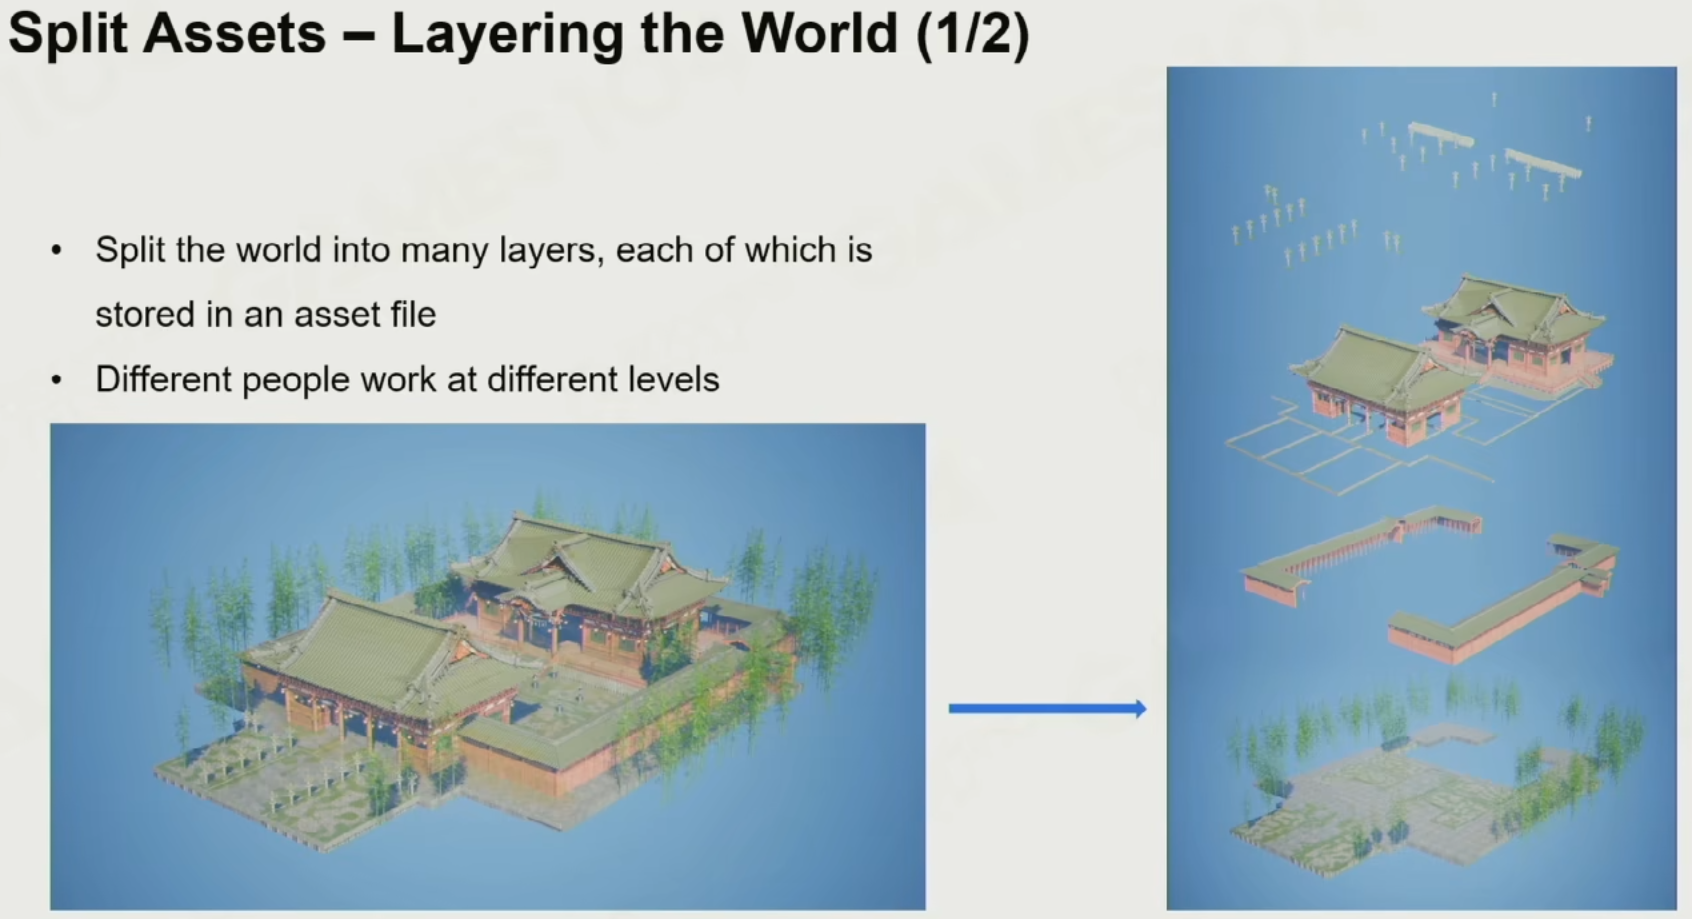 Split Assets – Layering the World (1/2)
• Split the world into many layers, each of which is
stored in an asset file
• Different people work at different levels